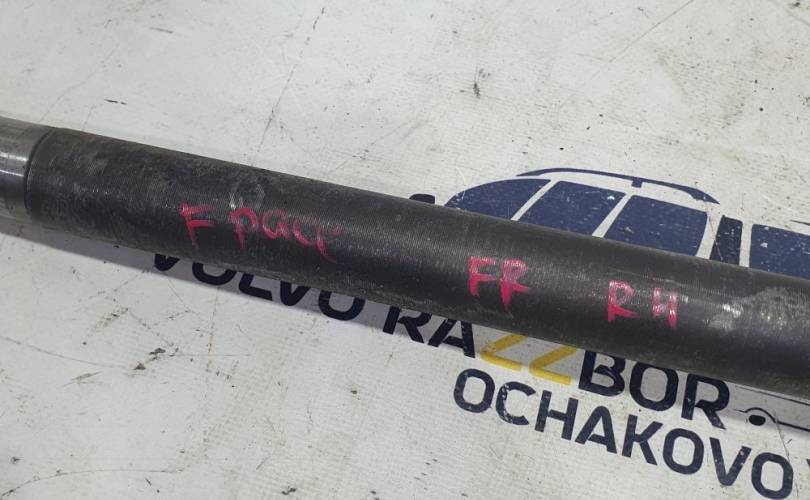 F pace FR RH
VOLVO RAZZBOR.
OCHAKOVO